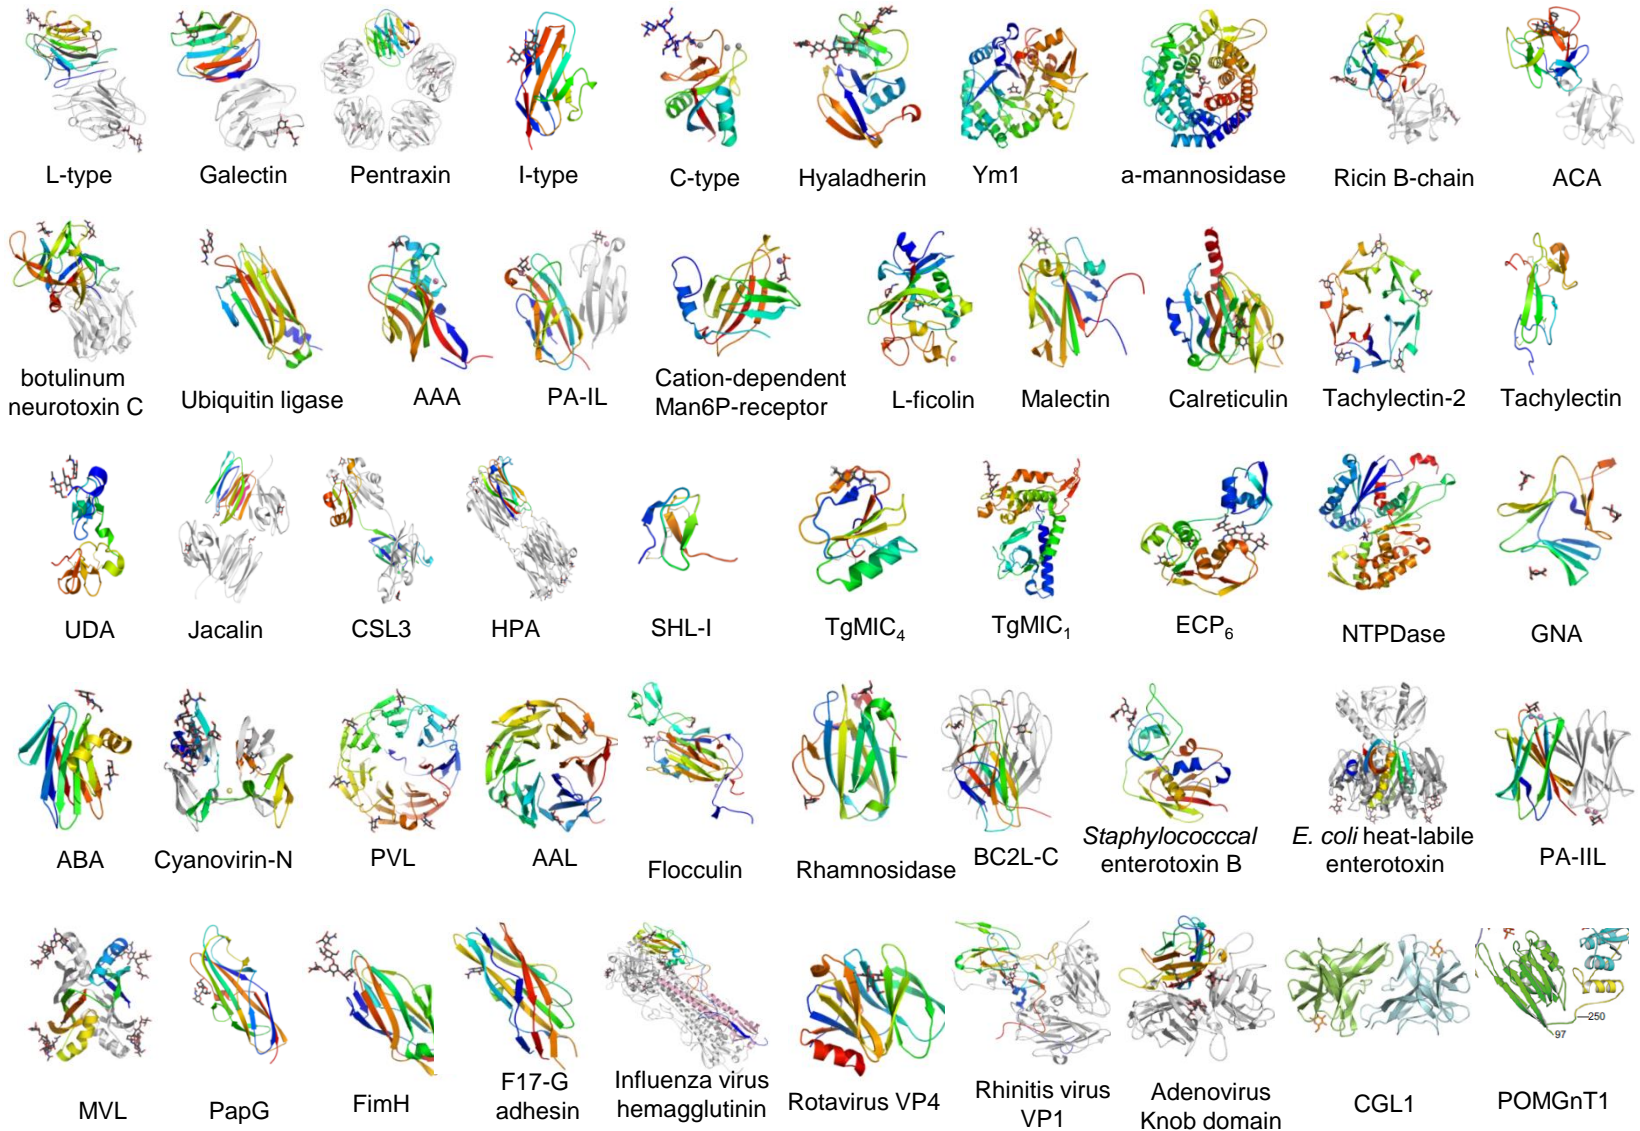 L-type
Galectin
Pentraxin
I-type
C-type
Hyaladherin
Ym1
a-mannosidase
Ricin B-chain
ACA
botulinum
neurotoxin C
Ubiquitin ligase
AAA
PA-IL
Cation-dependent
Man6P-receptor
L-ficolin
Malectin
Calreticulin
Tachylectin-2
Tachylectin
UDA
Jacalin
CSL3
HPA
SHL-I
TgMIC₄
TgMIC₁
ECP₆
NTPDase
GNA
ABA
Cyanovirin-N
PVL
AAL
Flocculin
Rhamnosidase
BC2L-C
Staphylococccal
enterotoxin B
E. coli heat-labile
enterotoxin
PA-IIL
MVL
PapG
FimH
F17-G
adhesin
Influenza virus
hemagglutinin
Rotavirus VP4
Rhinitis virus
VP1
Adenovirus
Knob domain
CGL1
250
97
POMGnT1